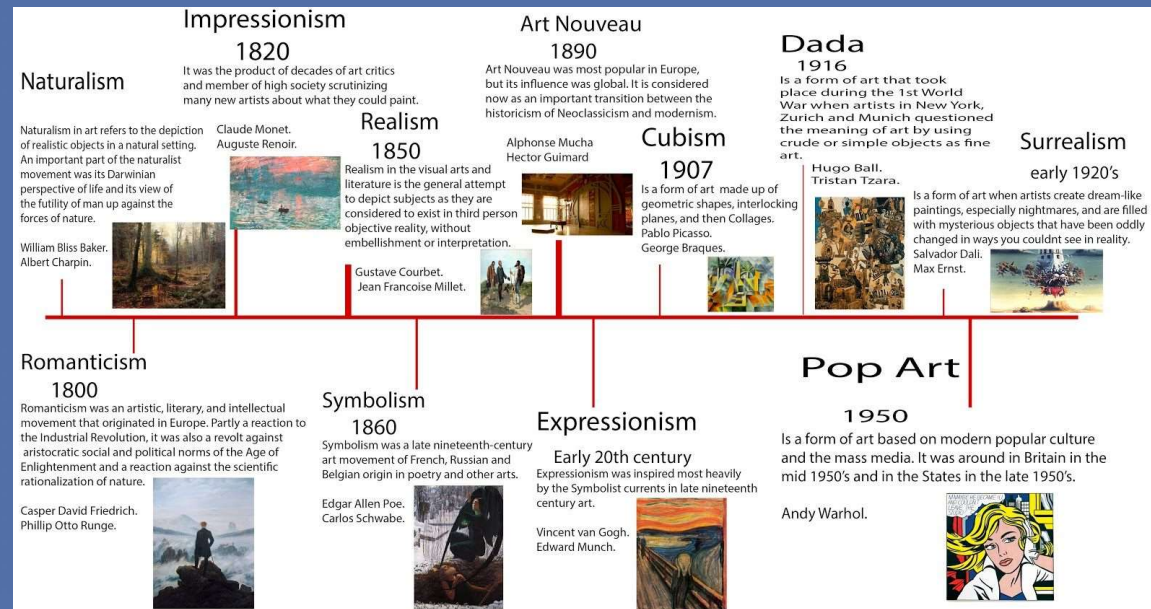 Naturalism
Naturalism in art refers to the depiction
of realistic objects in a natural setting.
An important part of the naturalist
movement was its Darwinian
perspective of life and its view of
the futility of man up against the
forces of nature.
William Bliss Baker.
Albert Charpin.
Impressionism
1820
It was the product of decades of art critics
and member of high society scrutinizing
many new artists about what they could paint.
Claude Monet.
Auguste Renoir.
Realism
1850
Realism in the visual arts and
literature is the general attempt
to depict subjects as they are
considered to exist in third person
objective reality, without
embellishment or interpretation.
Gustave Courbet.
Jean Francoise Millet.
Art Nouveau
1890
Art Nouveau was most popular in Europe,
but its influence was global. It is considered
now as an important transition between the
historicism of Neoclassicism and modernism.
Alphonse Mucha
Hector Guimard
Cubism
1907
Is a form of art made up of
geometric shapes, interlocking
planes, and then Collages.
Pablo Picasso.
George Braques.
Dada
1916
Is a form of art that took
place during the 1st World
War when artists in New York,
Zurich and Munich questioned
the meaning of art by using
crude or simple objects as fine
art.
Hugo Ball.
Tristan Tzara.
Surrealism
early 1920's
Is a form of art when artists create dream-like
paintings, especially nightmares, and are filled
with mysterious objects that have been oddly
changed in ways you couldnt see in reality.
Salvador Dali.
Max Ernst.
Romanticism
1800
Romanticism was an artistic, literary, and intellectual
movement that originated in Europe. Partly a reaction to
the Industrial Revolution, it was also a revolt against
aristocratic social and political norms of the Age of
Enlightenment and a reaction against the scientific
rationalization of nature.
Casper David Friedrich.
Phillip Otto Runge.
Symbolism
1860
Symbolism was a late nineteenth-century
art movement of French, Russian and
Belgian origin in poetry and other arts.
Edgar Allen Poe.
Carlos Schwabe.
Expressionism
Early 20th century
Expressionism was inspired most heavily
by the Symbolist currents in late nineteenth
century art.
Vincent van Gogh.
Edward Munch.
Pop Art
1950
Is a form of art based on modern popular culture
and the mass media. It was around in Britain in the
mid 1950's and in the States in the late 1950's.
Andy Warhol.